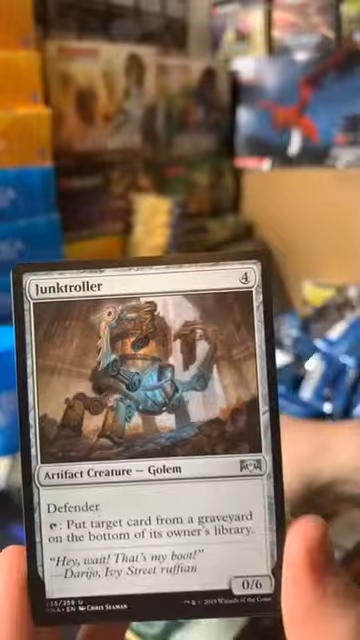 Junktroller 4
Artifact Creature — Golem
Defender
: Put target card from a graveyard
on the bottom of its owner's library.
"Hey, wait! That's my boot!"
—Darijo, Ivy Street ruffian
0/6
/259 U
• EN CHRIS SEAMAN
2019 Wizards of the Coast